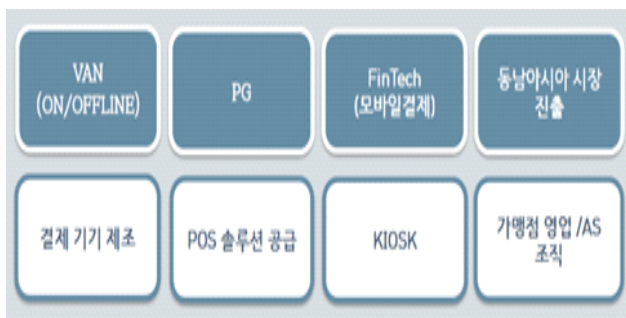 VAN
(ON/OFFLINE)
PG
FinTech
(모바일결제)
동남아시아 시장
진출
결제 기기 제조
POS 솔루션 공급
KIOSK
가맹점 영업 /AS
조직